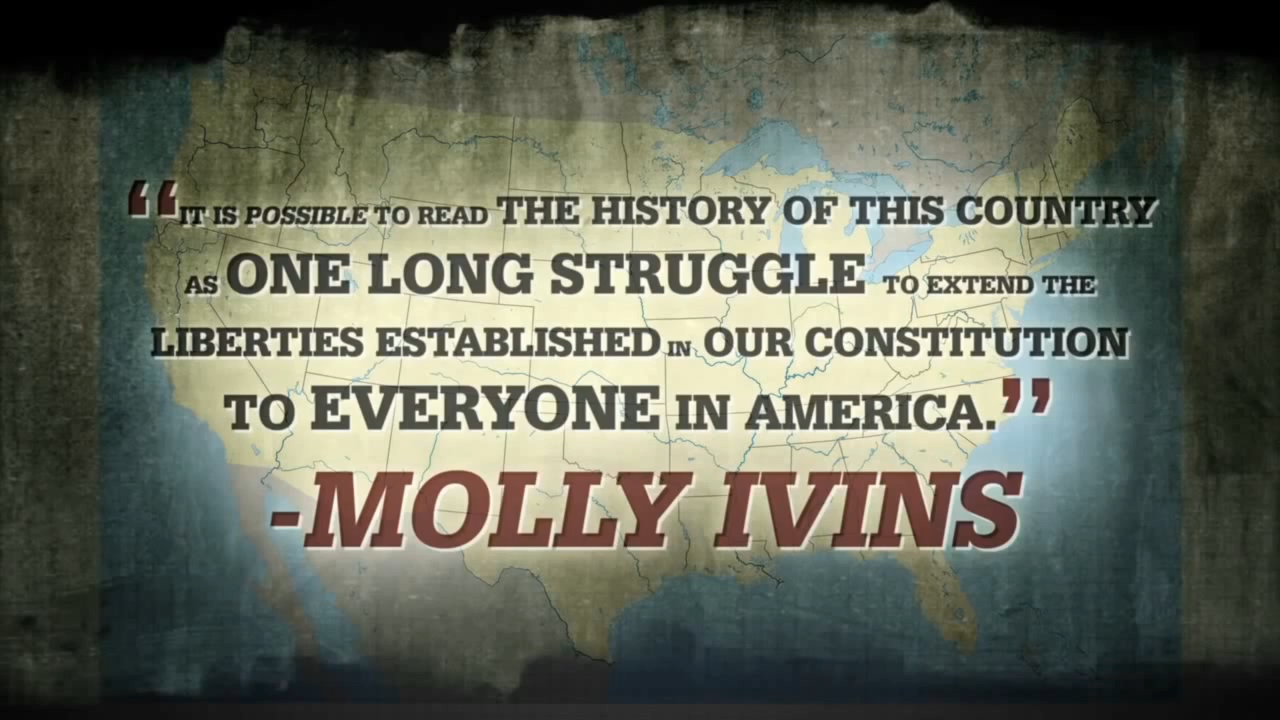 “IT IS POSSIBLE TO READ THE HISTORY OF THIS COUNTRY
AS ONE LONG STRUGGLE TO EXTEND THE
LIBERTIES ESTABLISHED IN OUR CONSTITUTION
TO EVERYONE IN AMERICA.”
-MOLLY IVINS